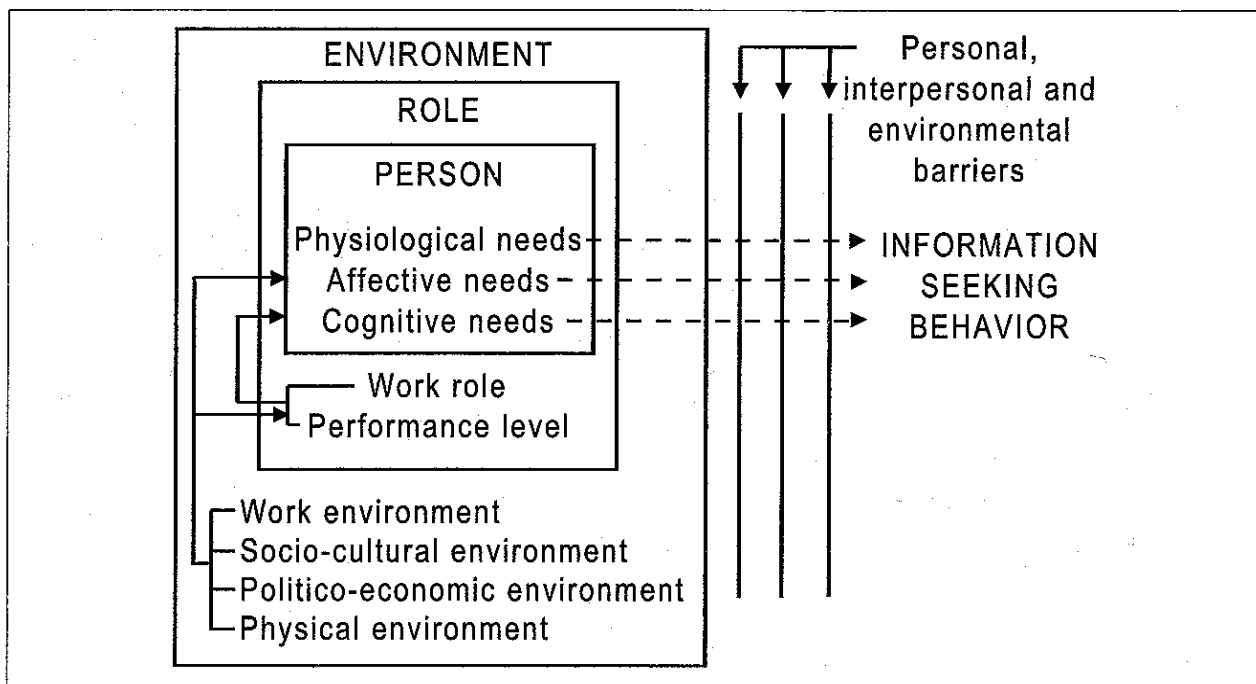 ENVIRONMENT
ROLE
PERSON
Physiological needs
Affective needs
Cognitive needs
Work role
Performance level
Work environment
Socio-cultural environment
Politico-economic environment
Physical environment
Personal,
interpersonal and
environmental
barriers
INFORMATION
SEEKING
BEHAVIOR